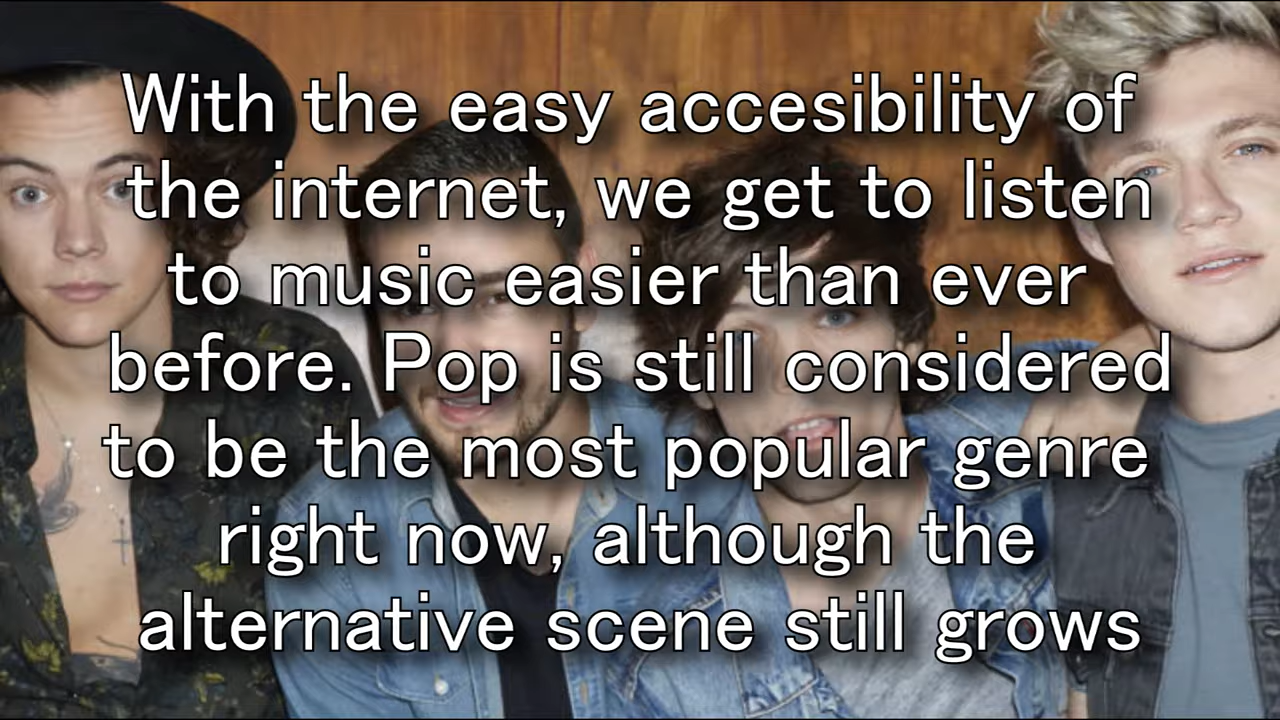 With the easy accesibility of
the internet, we get to listen
to music easier than ever
before. Pop is still considered
to be the most popular genre
right now, although the
alternative scene still grows